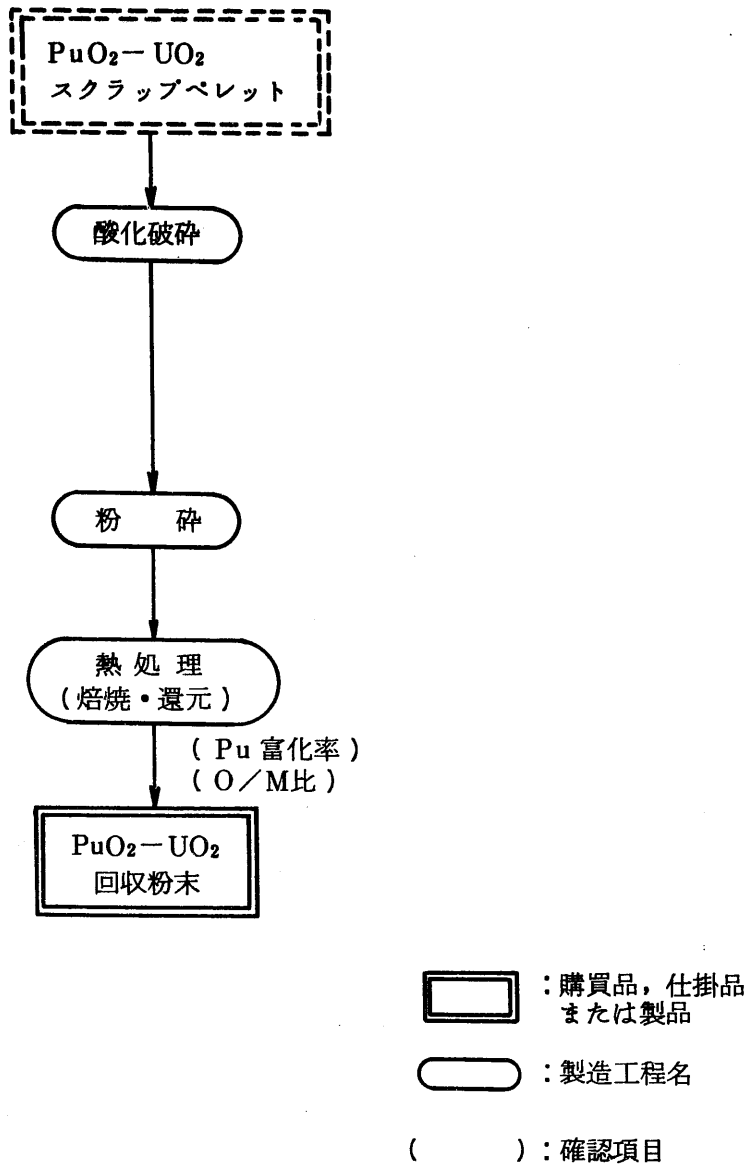 PuO₂－UO₂
スクラップペレット
酸化破砕
粉　砕
熱処理
(焙焼・還元)
( Pu 富化率 )
( O／M比 )
PuO₂－UO₂
回収粉末
：購買品，仕掛品
または製品
：製造工程名
(　　　)：確認項目